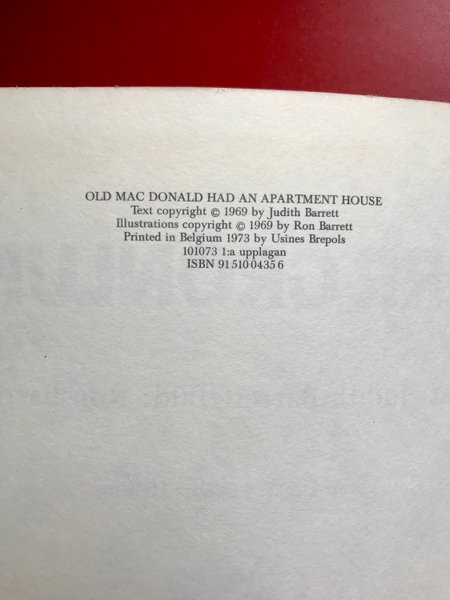 OLD MAC DONALD HAD AN APARTMENT HOUSE
Text copyright © 1969 by Judith Barrett
Illustrations copyright © 1969 by Ron Barrett
Printed in Belgium 1973 by Usines Brepols
101073 1:a upplagan
ISBN 91 510 0435 6